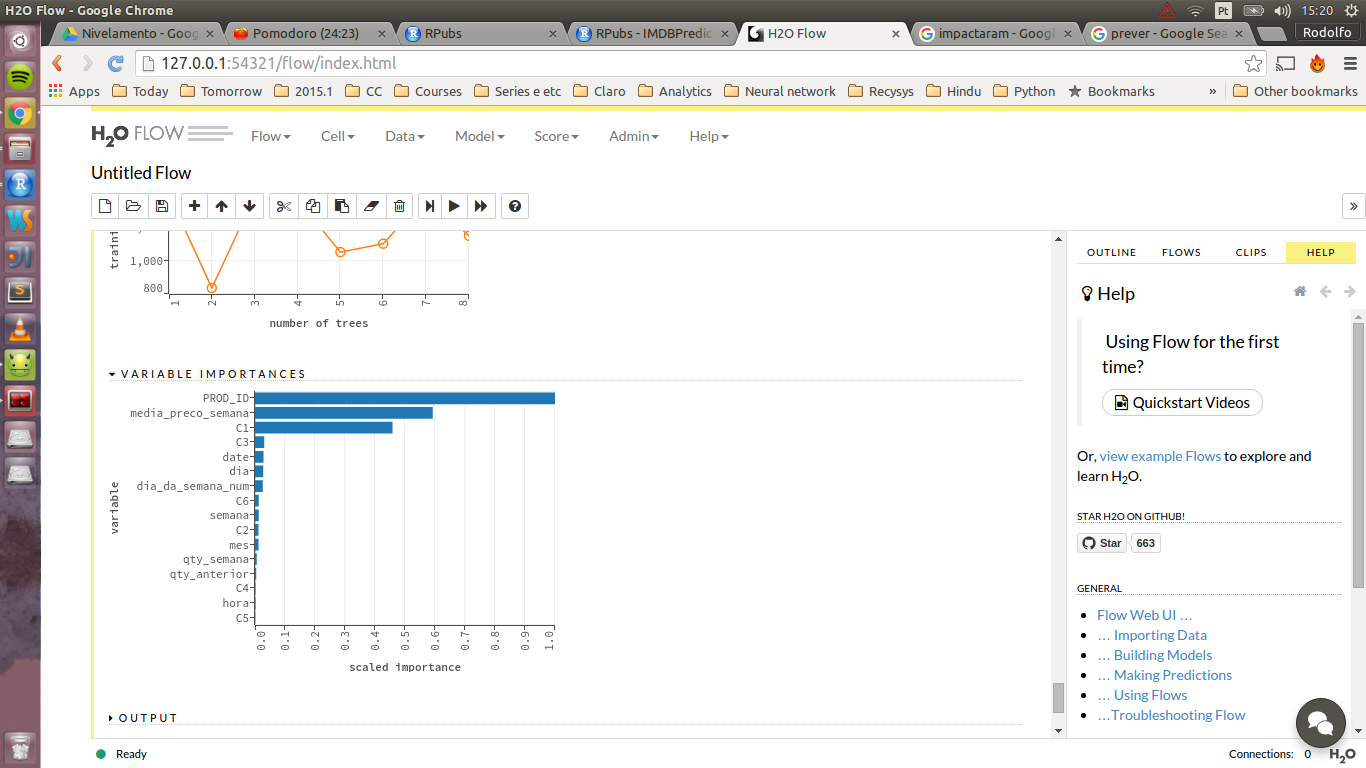 H2O Flow - Google Chrome
Pt
15:20
Nivelamento - Goog
Pomodoro (24:23)
RPubs
RPubs - IMDBPredic
H2O Flow
impactaram - Googl
prever - Google Sea
Rodolfo
127.0.0.1:54321/flow/index.html
Apps
Today
Tomorrow
2015.1
CC
Courses
Series e etc
Claro
Analytics
Neural network
Recysys
Hindu
Python
Bookmarks
»
Other bookmarks
H2O FLOW
Flow
Cell
Data
Model
Score
Admin
Help
Untitled Flow
traini
1,000
800
1
2
3
4
5
6
7
8
number of trees
VARIABLE IMPORTANCES
variable
PROD_ID
media_preco_semana
C1
C3
date
dia
dia_da_semana_num
C6
semana
C2
mes
qty_semana
qty_anterior
C4
hora
C5
0.0
0.1
0.2
0.3
0.4
0.5
0.6
0.7
0.8
0.9
1.0
scaled importance
OUTPUT
OUTLINE
FLOWS
CLIPS
HELP
Help
Using Flow for the first
time?
Quickstart Videos
Or, view example Flows to explore and
learn H2O.
STAR H2O ON GITHUB!
Star
663
GENERAL
Flow Web UI ...
... Importing Data
... Building Models
... Making Predictions
... Using Flows
...Troubleshooting Flow
Ready
Connections: 0
H2O